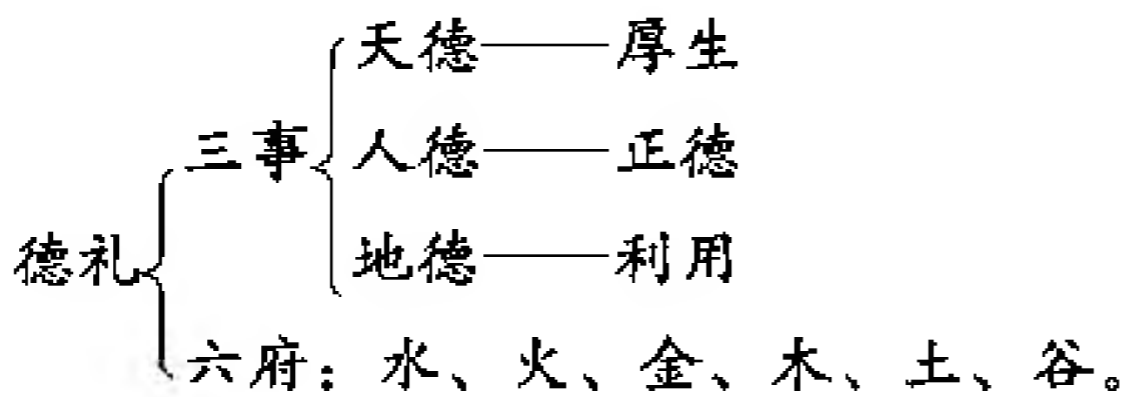 天德——厚生
三事
人德——正德
德礼
地德——利用
六府：水、火、金、木、土、谷。